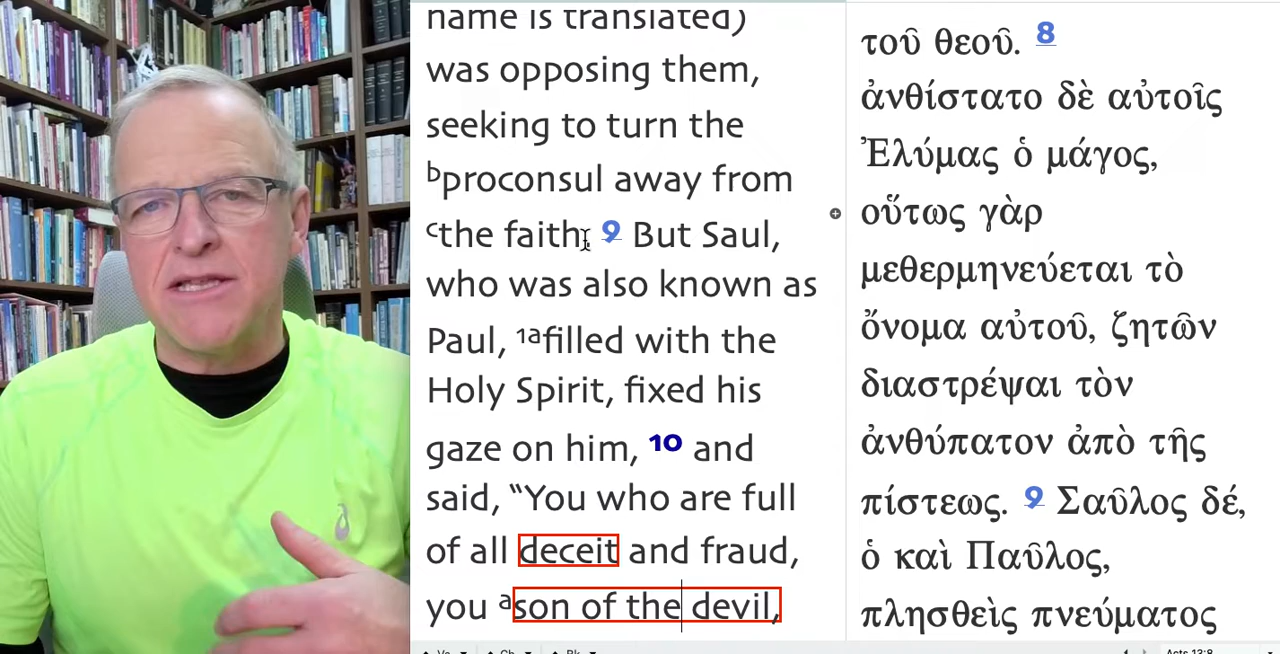 name is translated)
was opposing them,
seeking to turn the
bproconsul away from
cthe faith. 9 But Saul,
who was also known as
Paul, 1afilled with the
Holy Spirit, fixed his
gaze on him, 10 and
said, “You who are full
of all deceit and fraud,
you ason of the devil,
τοῦ θεοῦ. 8
ἀνθίστατο δὲ αὐτοῖς
Ἐλύμας ὁ μάγος,
οὕτως γὰρ
μεθερμηνεύεται τὸ
ὄνομα αὐτοῦ, ζητῶν
διαστρέψαι τὸν
ἀνθύπατον ἀπὸ τῆς
πίστεως. 9 Σαῦλος δέ,
ὁ καὶ Παῦλος,
πλησθεὶς πνεύματος
Acts 13:8